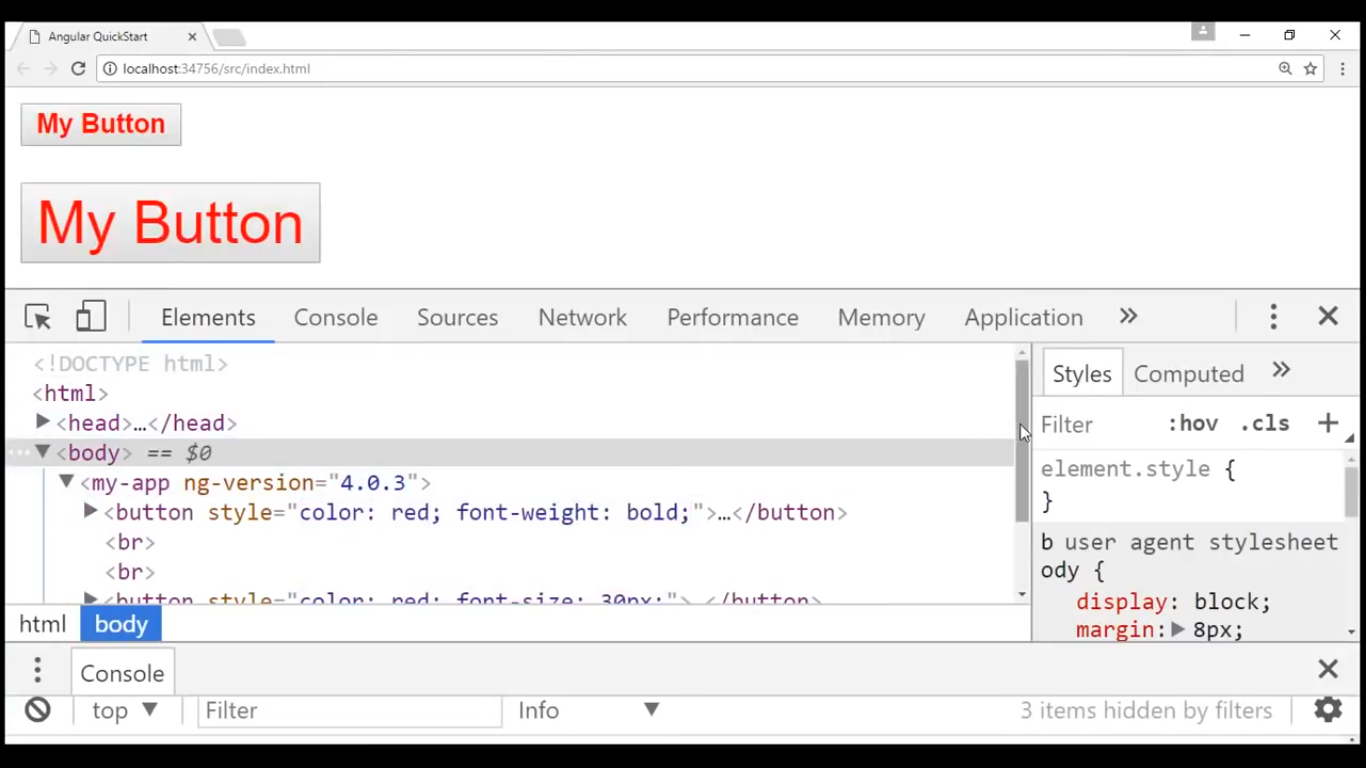 Angular QuickStart
localhost:34756/src/index.html
My Button
My Button
Elements Console Sources Network Performance Memory Application »
<!DOCTYPE html>
<html>
<head>…</head>
<body> == $0
<my-app ng-version="4.0.3">
<button style="color: red; font-weight: bold;">…</button>
<br>
<br>
<button style="color: red; font-size: 30px;">…</button>
html body
Styles Computed »
Filter :hov .cls +
element.style {
}
b user agent stylesheet
ody {
display: block;
margin: 8px;
Console
top Filter Info 3 items hidden by filters